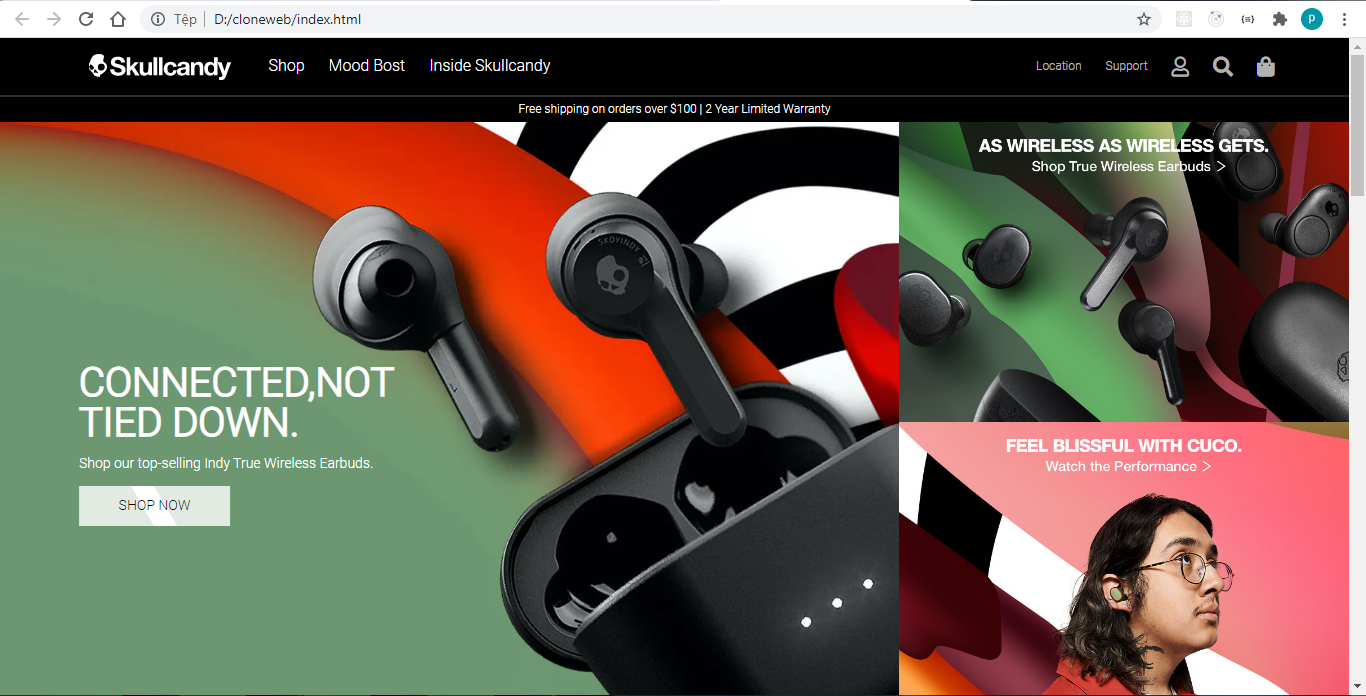 Tệp
D:/cloneweb/index.html
p
Skullcandy
Shop
Mood Bost
Inside Skullcandy
Location
Support
Free shipping on orders over $100 | 2 Year Limited Warranty
CONNECTED,NOT
TIED DOWN.
Shop our top-selling Indy True Wireless Earbuds.
SHOP NOW
SKDYINDY
AS WIRELESS AS WIRELESS GETS.
Shop True Wireless Earbuds >
FEEL BLISSFUL WITH CUCO.
Watch the Performance >